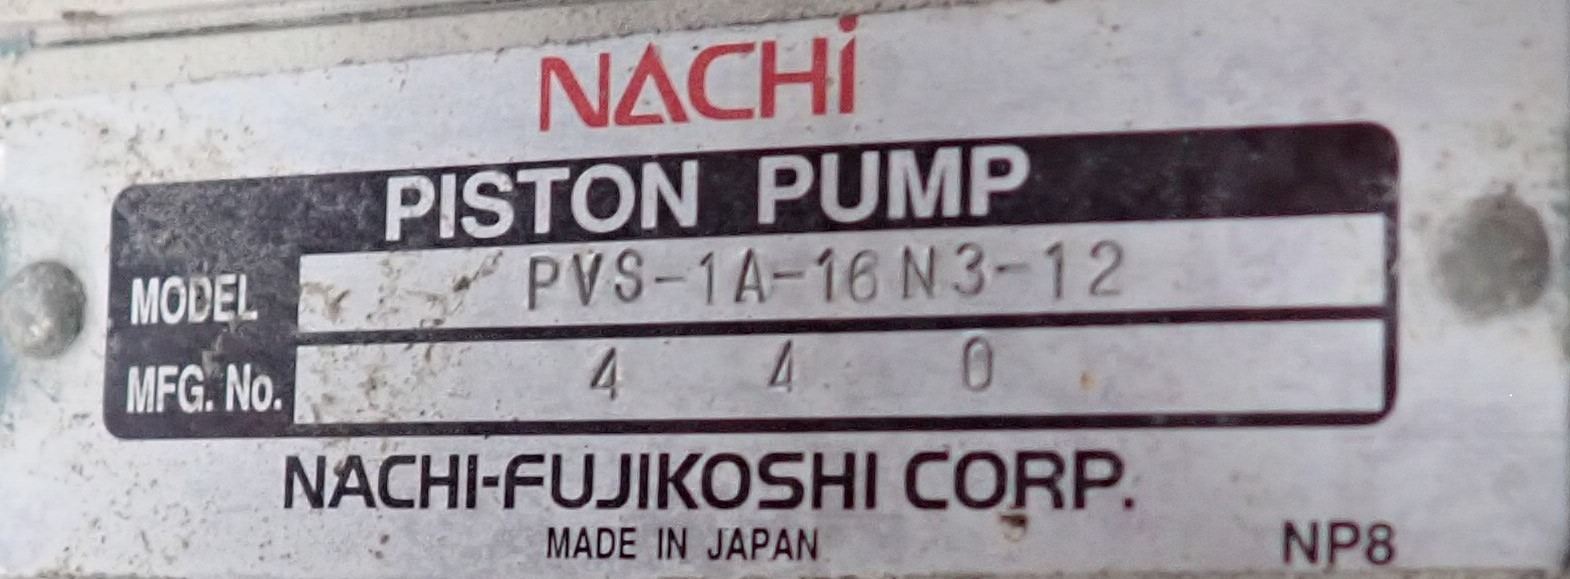 NACHi
PISTON PUMP
MODEL PVS-1A-16N3-12
MFG. No. 4 4 0
NACHI-FUJIKOSHI CORP.
MADE IN JAPAN
NP8